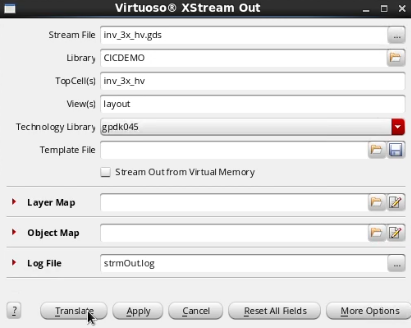 Virtuoso® XStream Out
Stream File inv_3x_hv.gds ...
Library CICDEMO
TopCell(s) inv_3x_hv
View(s) layout
Technology Library gpdk045
Template File
Stream Out from Virtual Memory
Layer Map
Object Map
Log File strmOut.log ...
? Translate Apply Cancel Reset All Fields More Options